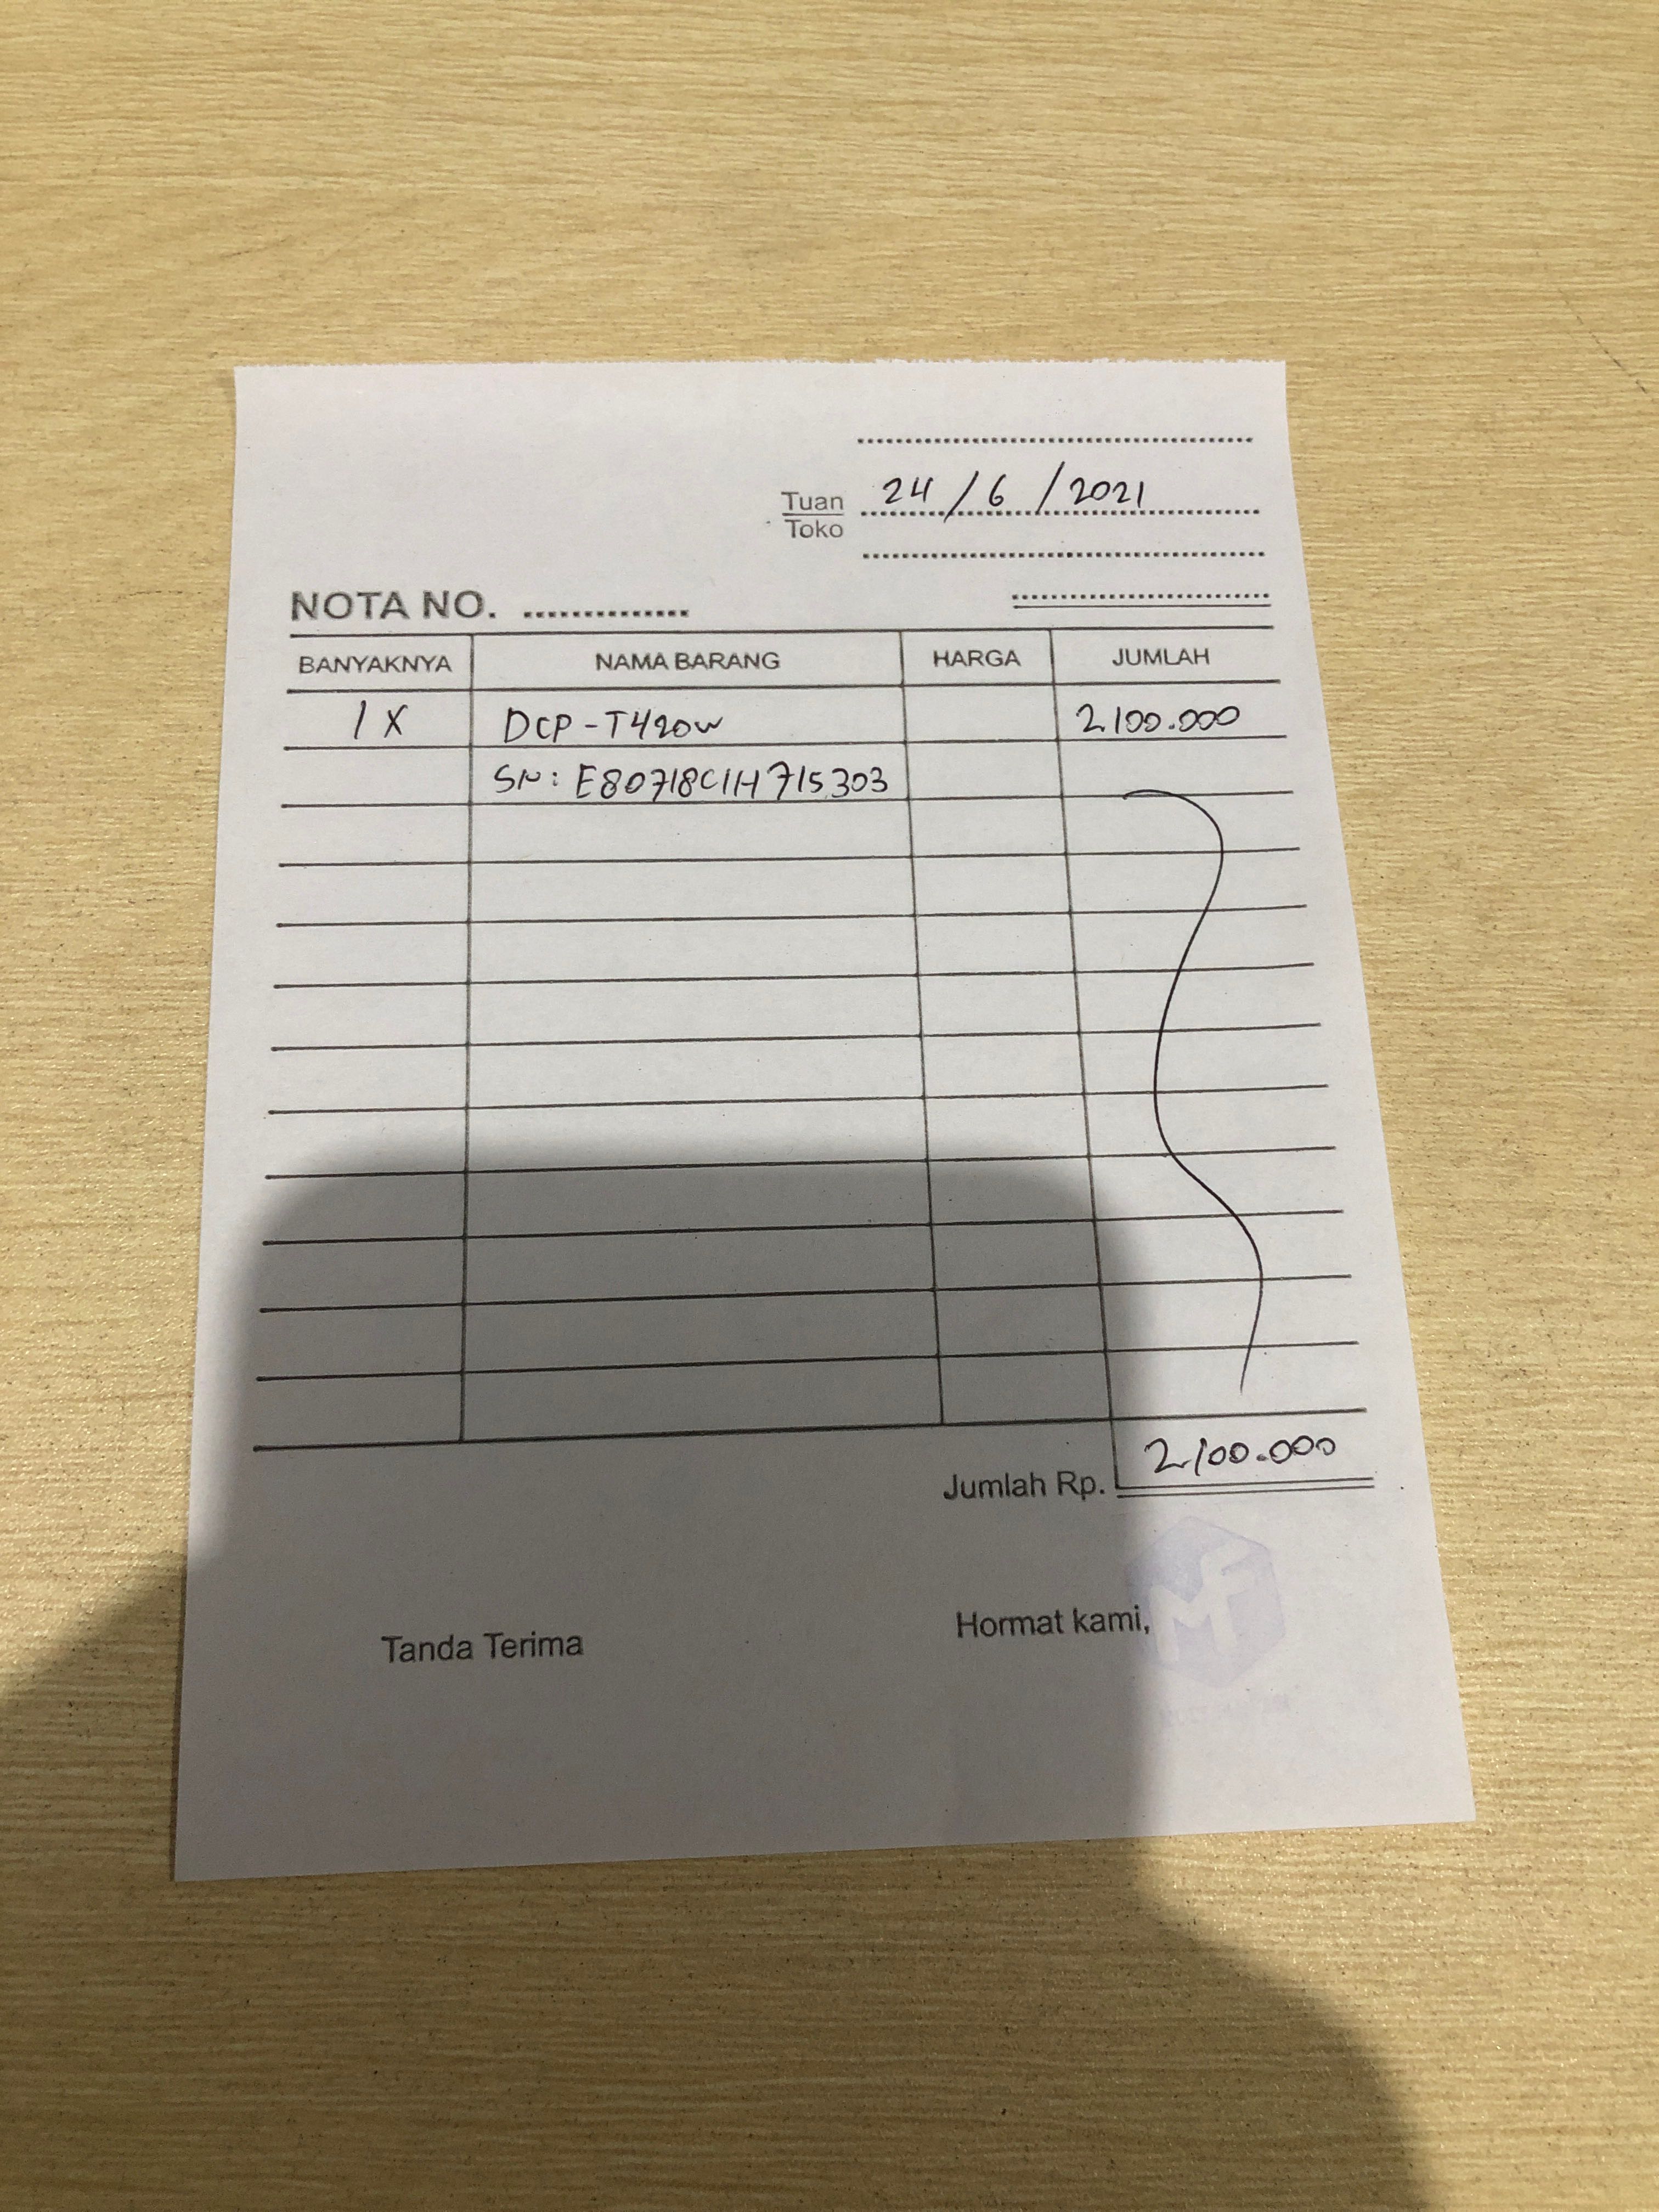 24/6/2021
Tuan
Toko
NOTA NO. ..............
BANYAKNYA NAMA BARANG HARGA JUMLAH
1 X DCP-T420W 2.100.000
SN: E80718C1H715303
Jumlah Rp. 2.100.000
Tanda Terima Hormat kami,
MF